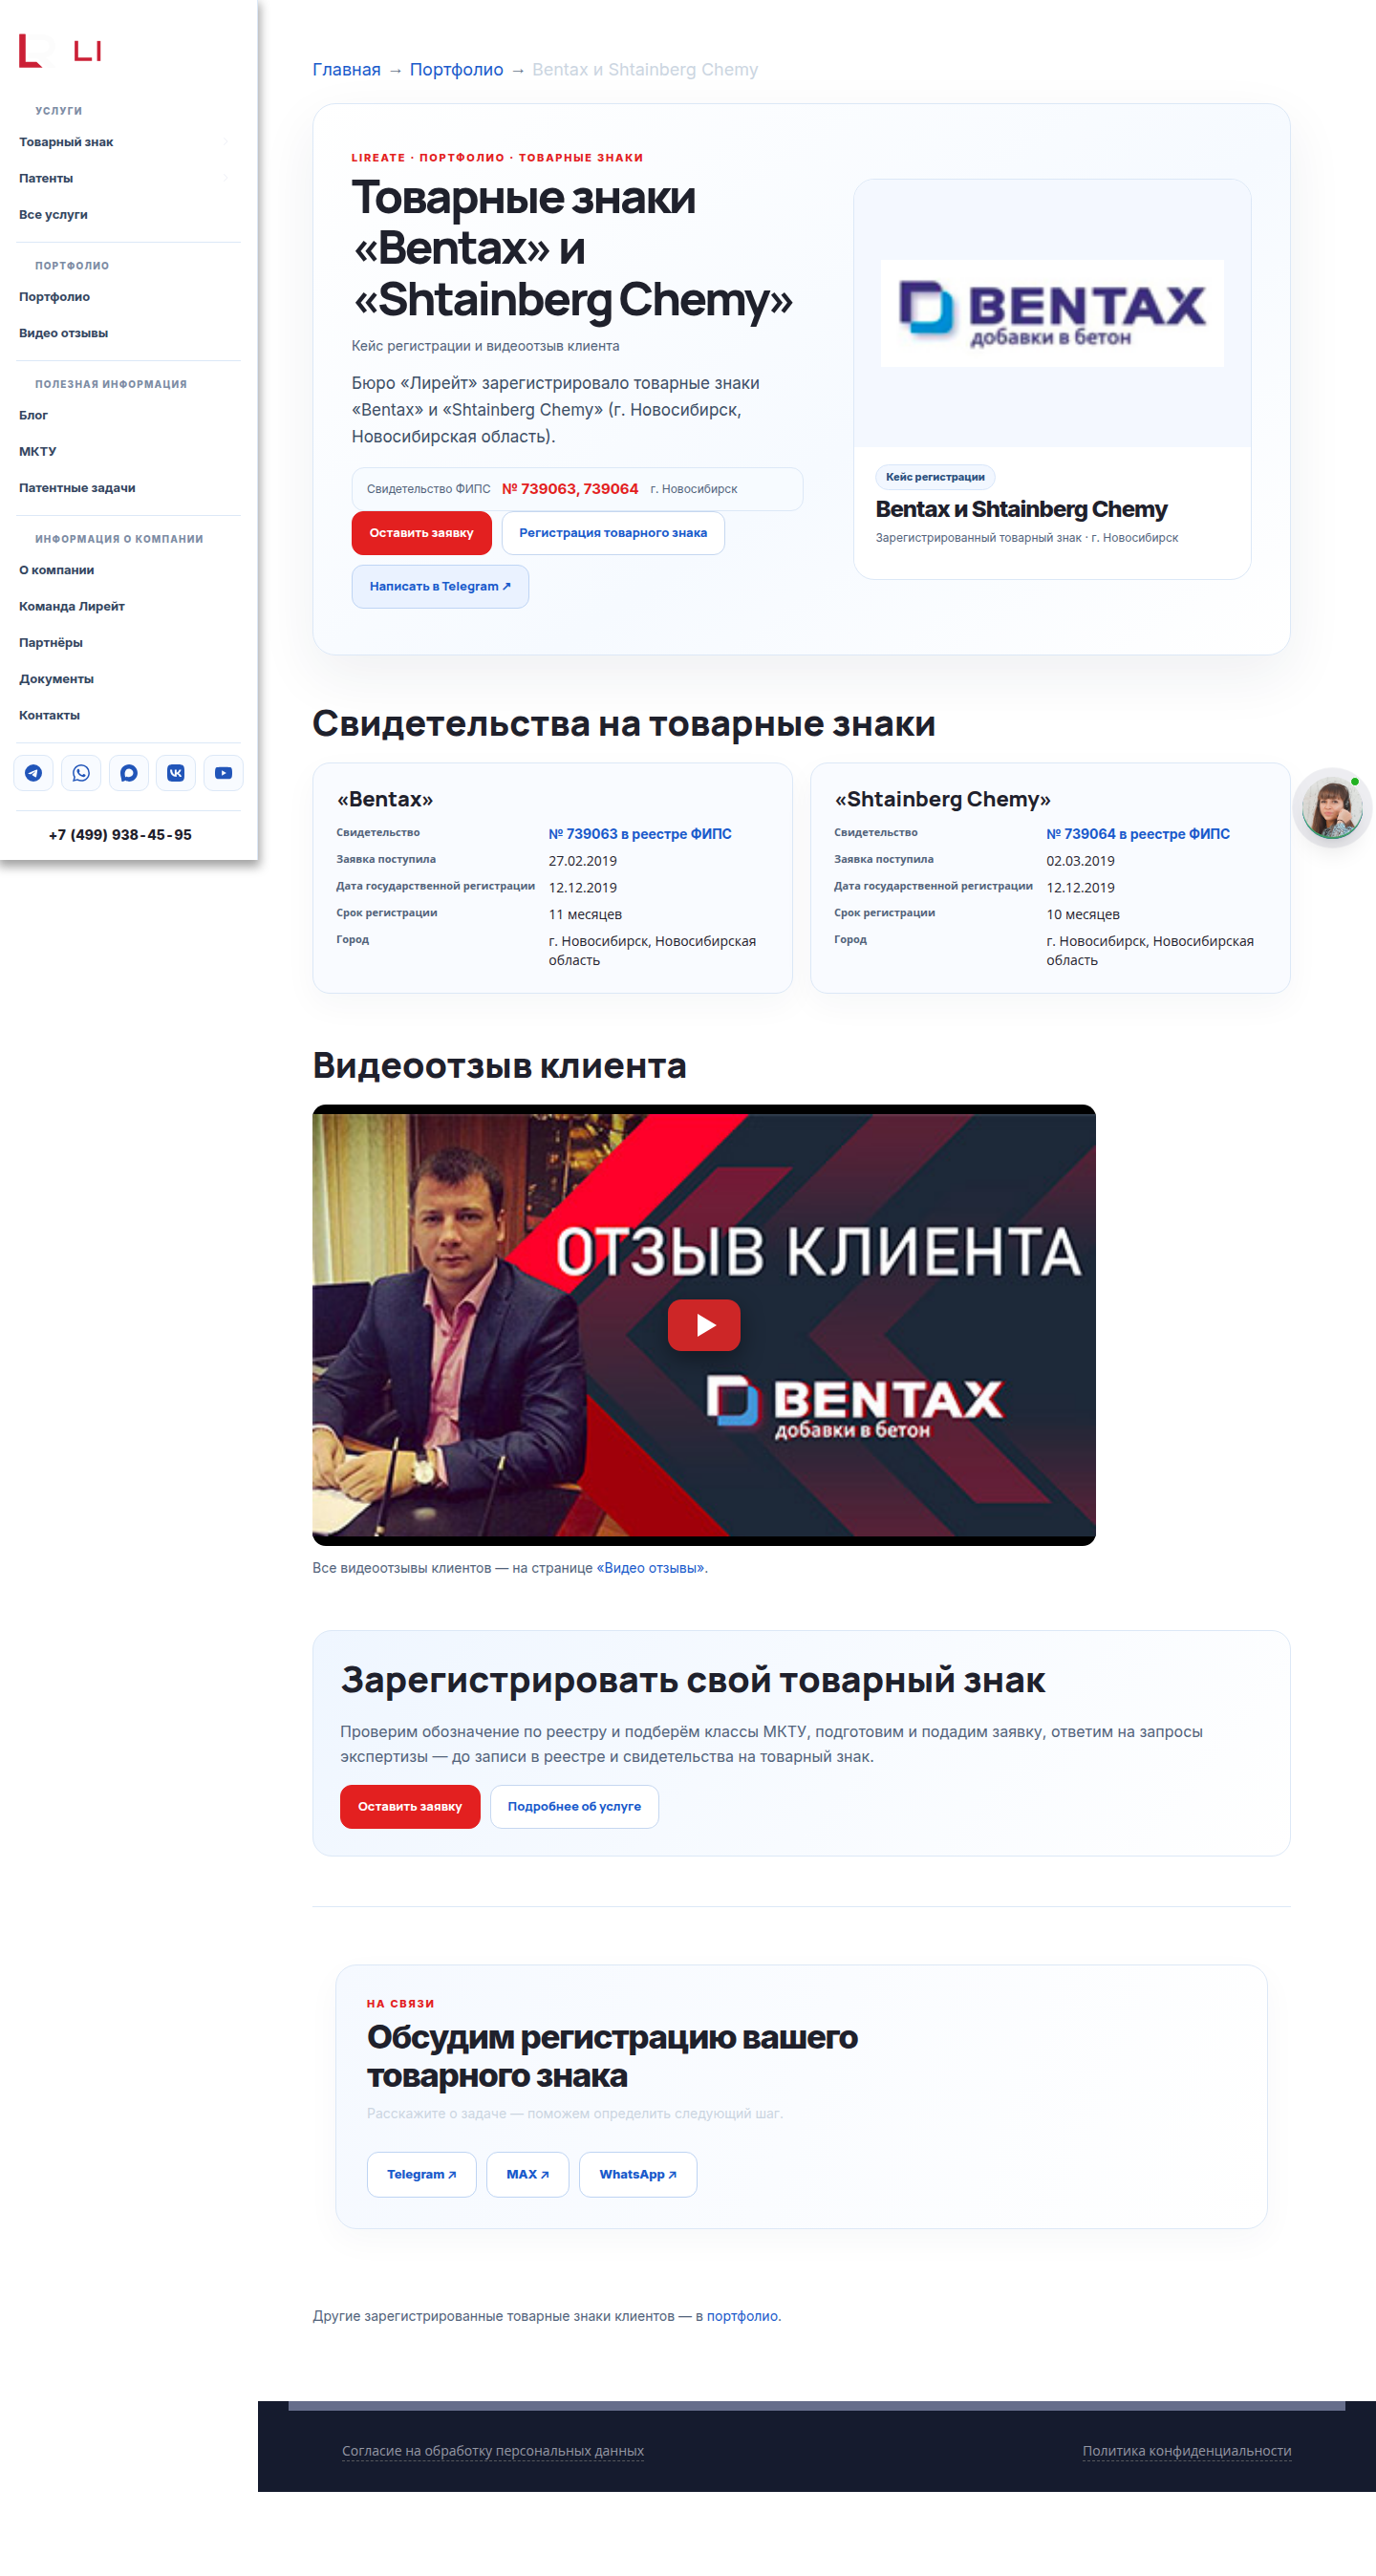 LI
УСЛУГИ
Товарный знак
Патенты
Все услуги
ПОРТФОЛИО
Портфолио
Видео отзывы
ПОЛЕЗНАЯ ИНФОРМАЦИЯ
Блог
МКТУ
Патентные задачи
ИНФОРМАЦИЯ О КОМПАНИИ
О компании
Команда Лирейт
Партнёры
Документы
Контакты
+7 (499) 938-45-95
Главная → Портфолио → Bentax и Shtainberg Chemy
LIREATE · ПОРТФОЛИО · ТОВАРНЫЕ ЗНАКИ
Товарные знаки
«Bentax» и
«Shtainberg Chemy»
Кейс регистрации и видеоотзыв клиента
Бюро «Лирейт» зарегистрировало товарные знаки
«Bentax» и «Shtainberg Chemy» (г. Новосибирск,
Новосибирская область).
Свидетельство ФИПС № 739063, 739064 г. Новосибирск
Оставить заявку
Регистрация товарного знака
Написать в Telegram ↗
BENTAX
добавки в бетон
Кейс регистрации
Bentax и Shtainberg Chemy
Зарегистрированный товарный знак · г. Новосибирск
Свидетельства на товарные знаки
«Bentax»
Свидетельство № 739063 в реестре ФИПС
Заявка поступила 27.02.2019
Дата государственной регистрации 12.12.2019
Срок регистрации 11 месяцев
Город г. Новосибирск, Новосибирская
область
«Shtainberg Chemy»
Свидетельство № 739064 в реестре ФИПС
Заявка поступила 02.03.2019
Дата государственной регистрации 12.12.2019
Срок регистрации 10 месяцев
Город г. Новосибирск, Новосибирская
область
Видеоотзыв клиента
ОТЗЫВ КЛИЕНТА
BENTAX
добавки в бетон
Все видеоотзывы клиентов — на странице «Видео отзывы».
Зарегистрировать свой товарный знак
Проверим обозначение по реестру и подберём классы МКТУ, подготовим и подадим заявку, ответим на запросы
экспертизы — до записи в реестре и свидетельства на товарный знак.
Оставить заявку
Подробнее об услуге
НА СВЯЗИ
Обсудим регистрацию вашего
товарного знака
Расскажите о задаче — поможем определить следующий шаг.
Telegram ↗
MAX ↗
WhatsApp ↗
Другие зарегистрированные товарные знаки клиентов — в портфолио.
Согласие на обработку персональных данных
Политика конфиденциальности